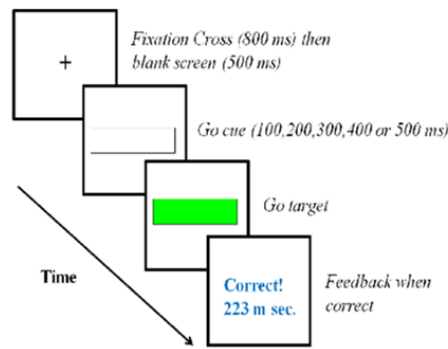 Fixation Cross (800 ms) then
blank screen (500 ms)
Go cue (100,200,300,400 or 500 ms)
Go target
Time
Correct!
223 m sec.
Feedback when
correct